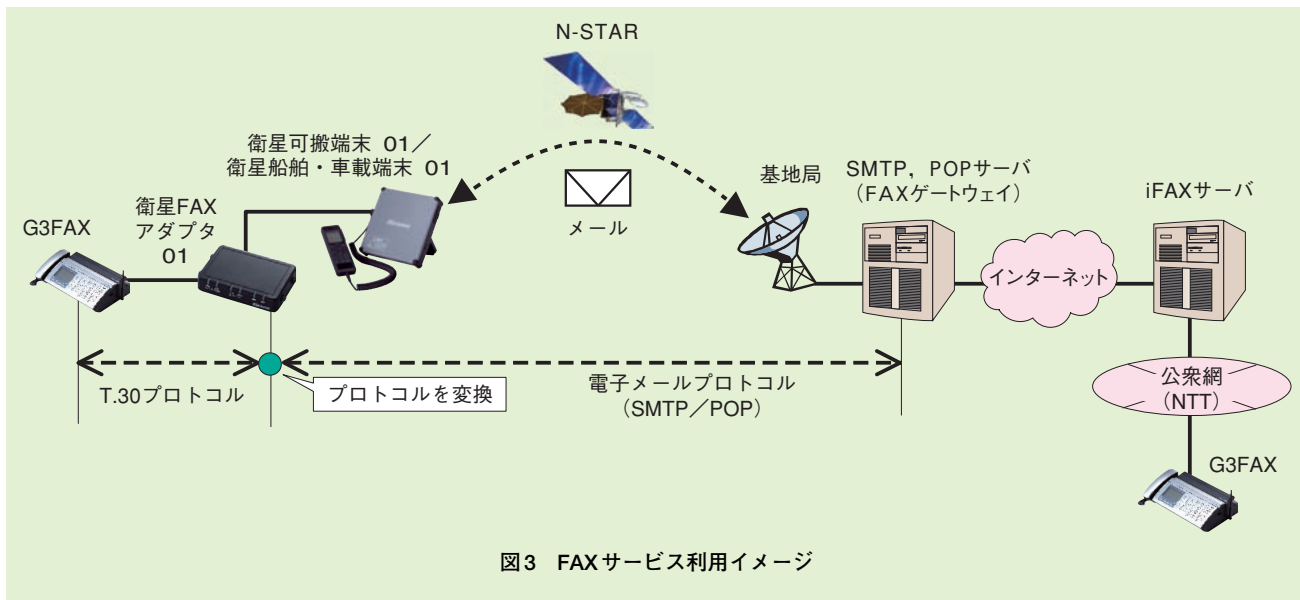 N-STAR
衛星可搬端末 01／
衛星船舶・車載端末 01
基地局
SMTP，POPサーバ
（FAXゲートウェイ）
iFAXサーバ
衛星FAX
アダプタ
01
G3FAX
メール
インターネット
T.30プロトコル
プロトコルを変換
電子メールプロトコル
（SMTP／POP）
公衆網
（NTT）
G3FAX
図3　FAXサービス利用イメージ